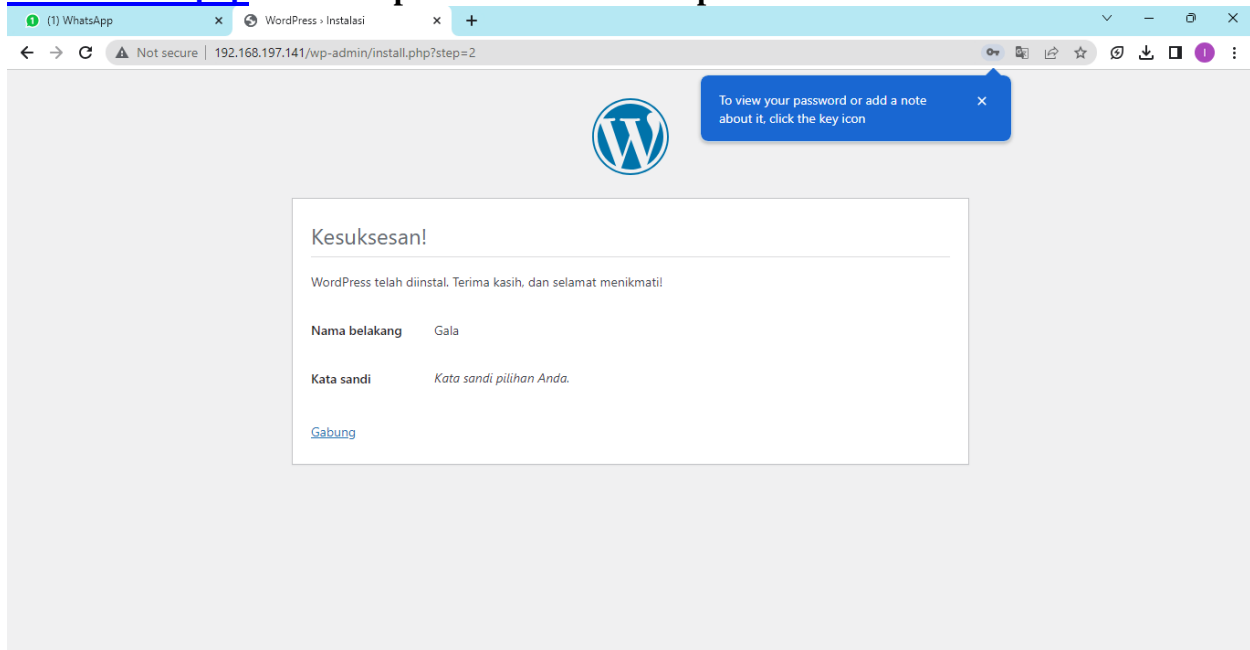 (1) WhatsApp
WordPress › Instalasi
Not secure | 192.168.197.141/wp-admin/install.php?step=2
To view your password or add a note
about it, click the key icon
Kesuksesan!
WordPress telah diinstal. Terima kasih, dan selamat menikmati!
Nama belakang Gala
Kata sandi Kata sandi pilihan Anda.
Gabung